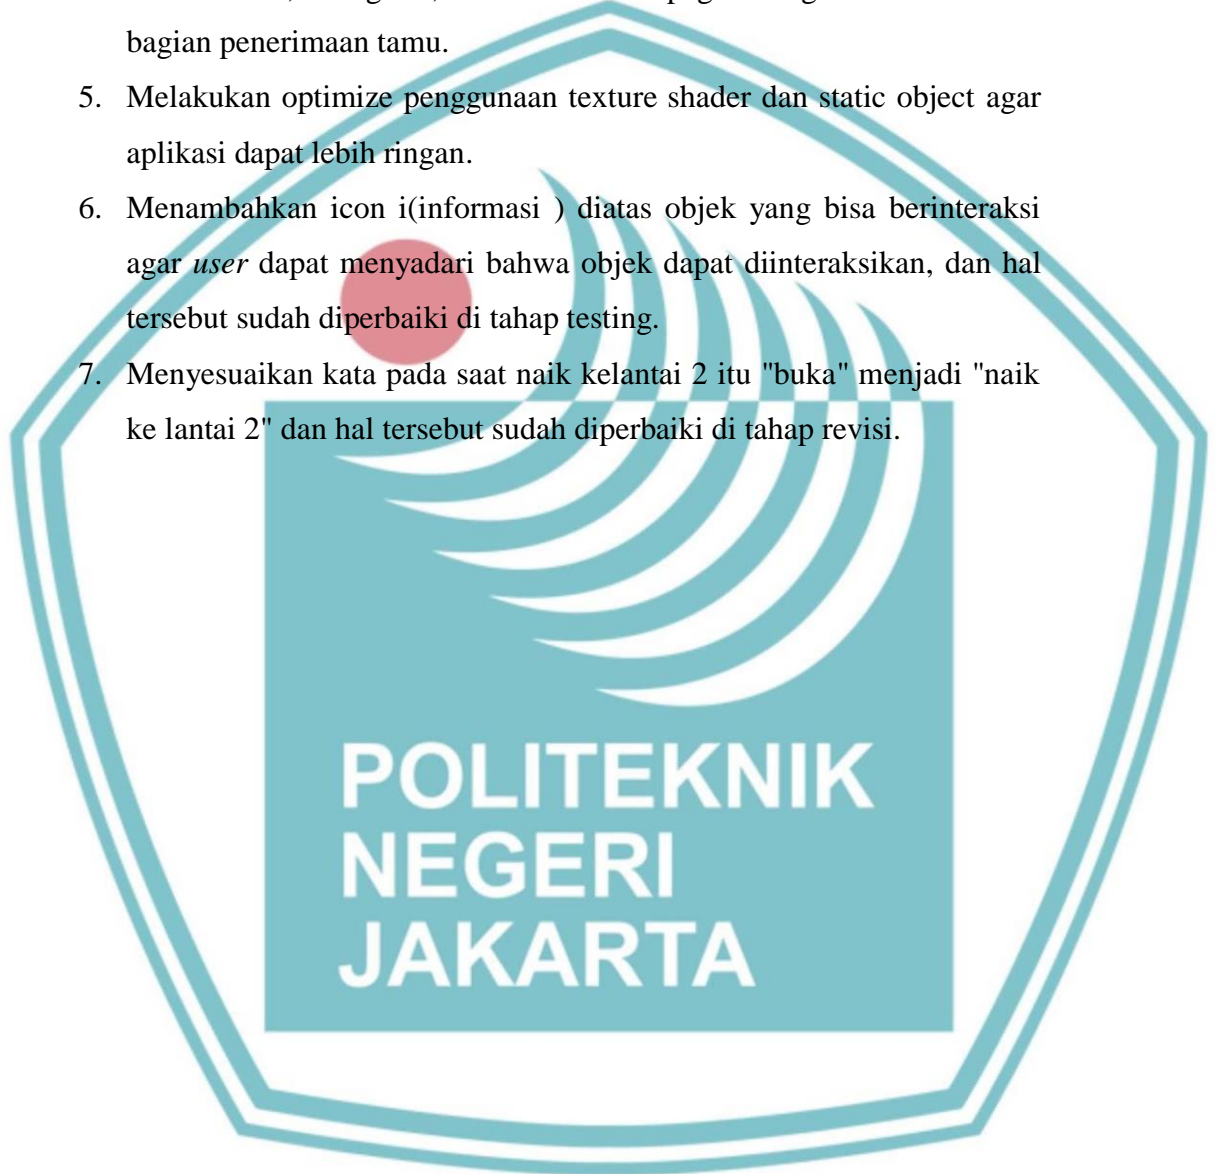 bagian penerimaan tamu.
5. Melakukan optimize penggunaan texture shader dan static object agar
aplikasi dapat lebih ringan.
6. Menambahkan icon i(informasi ) diatas objek yang bisa berinteraksi
agar user dapat menyadari bahwa objek dapat diinteraksikan, dan hal
tersebut sudah diperbaiki di tahap testing.
7. Menyesuaikan kata pada saat naik kelantai 2 itu "buka" menjadi "naik
ke lantai 2" dan hal tersebut sudah diperbaiki di tahap revisi.
POLITEKNIK
NEGERI
JAKARTA